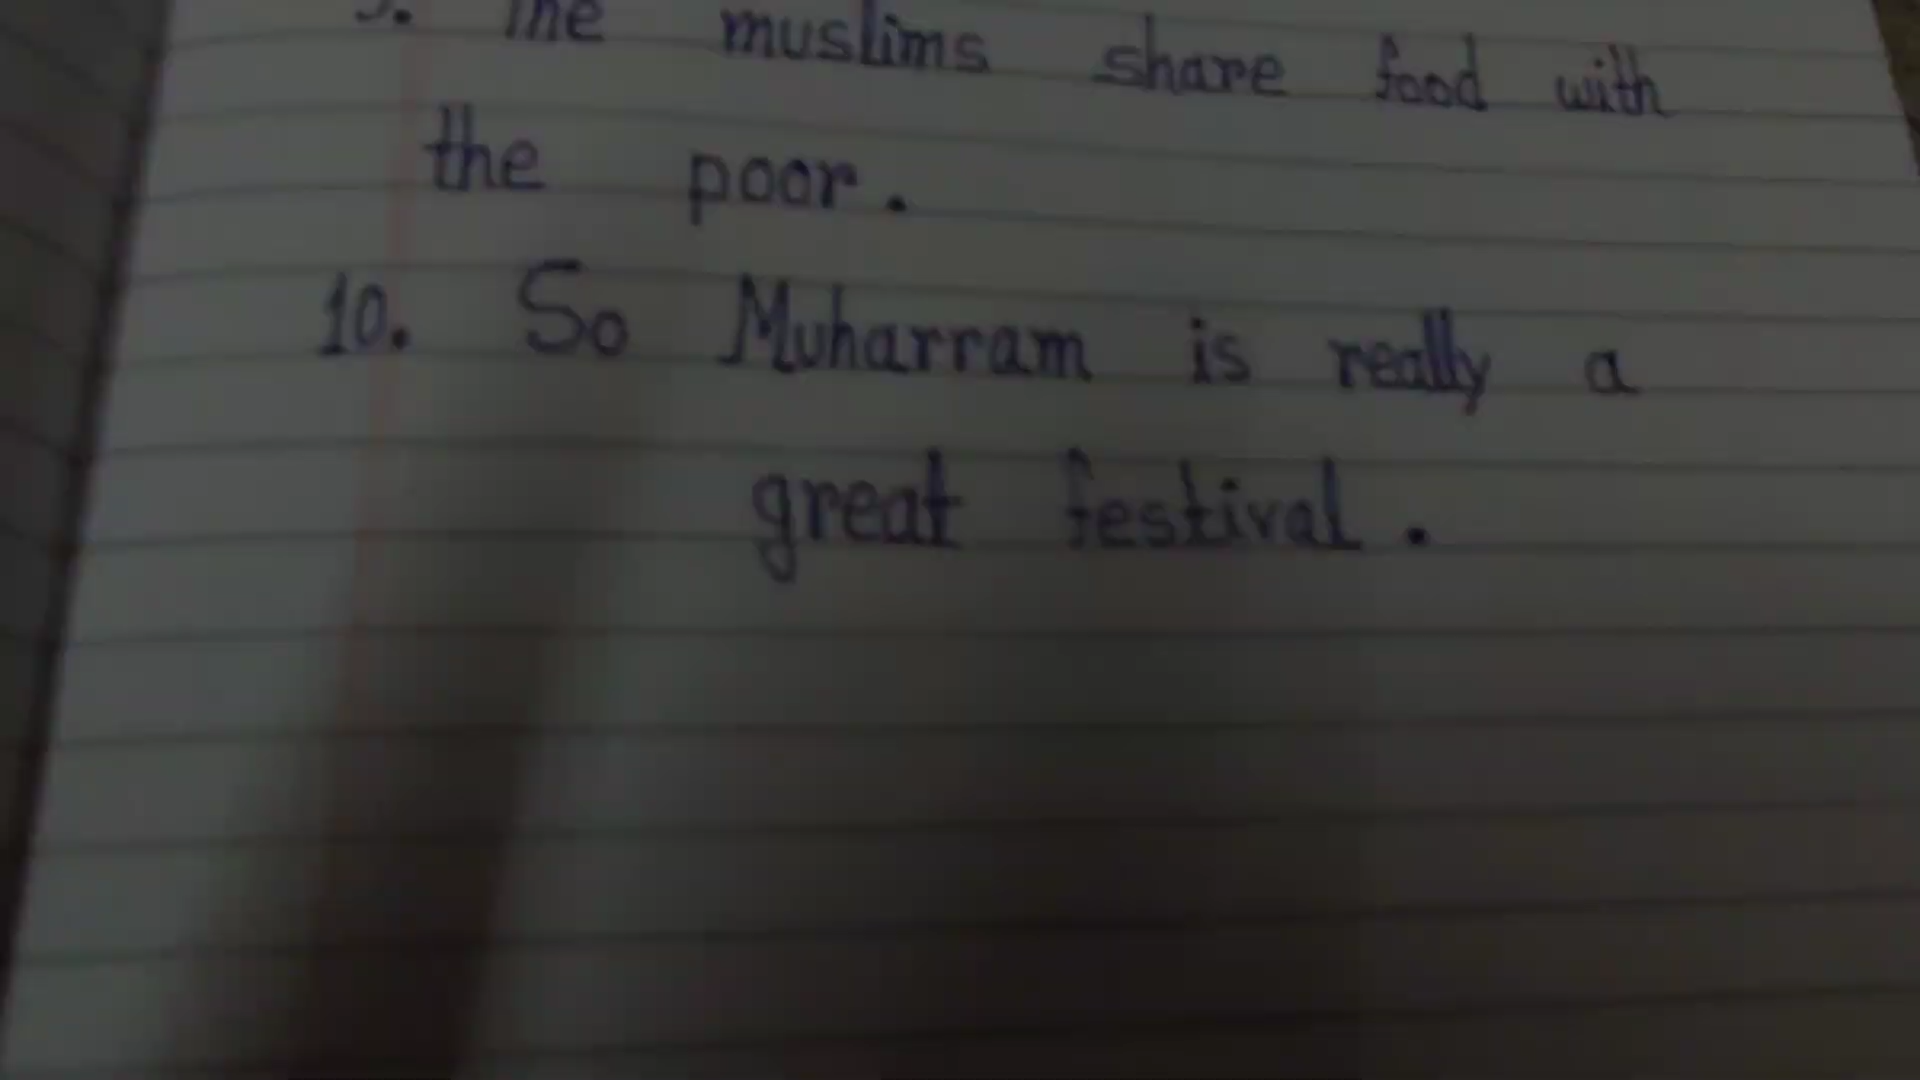 . The muslims share food with
the poor.
10. So Muharram is really a
great festival.